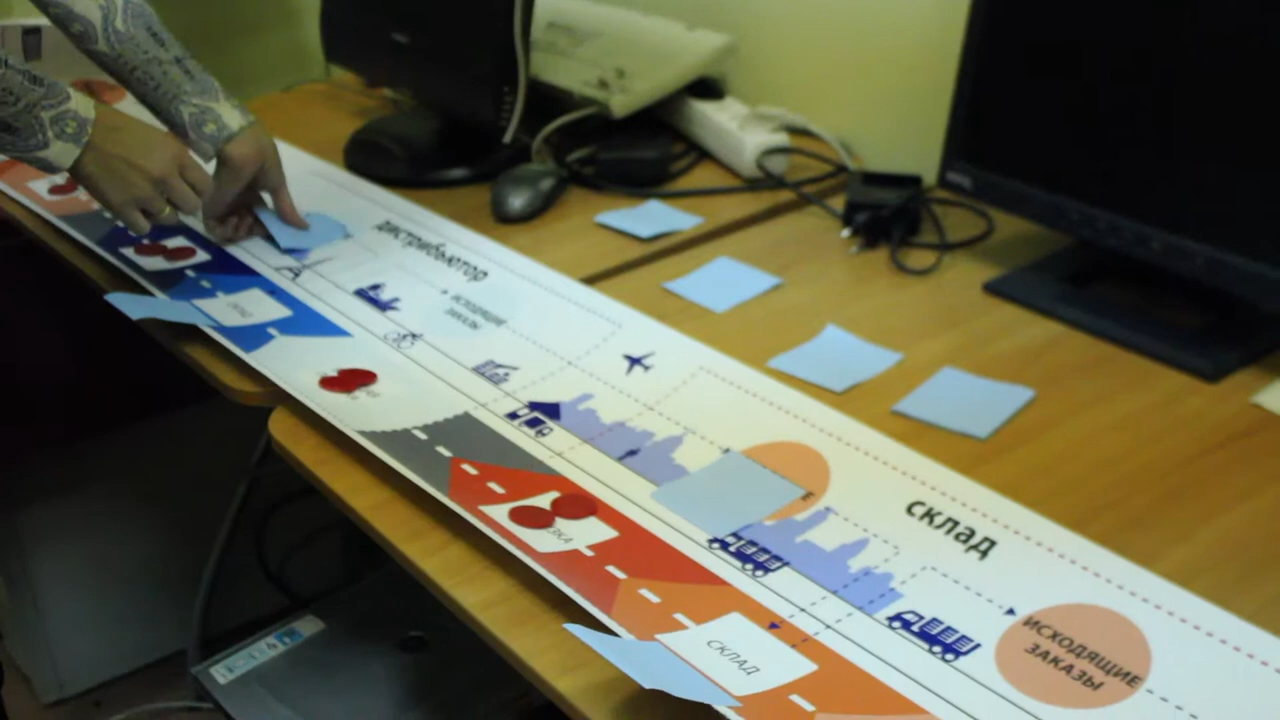 дистрибьютор
ИСХОДЯЩИЕ
ЗАКАЗЫ
склад
ИСХОДЯЩИЕ
ЗАКАЗЫ
СКЛАД